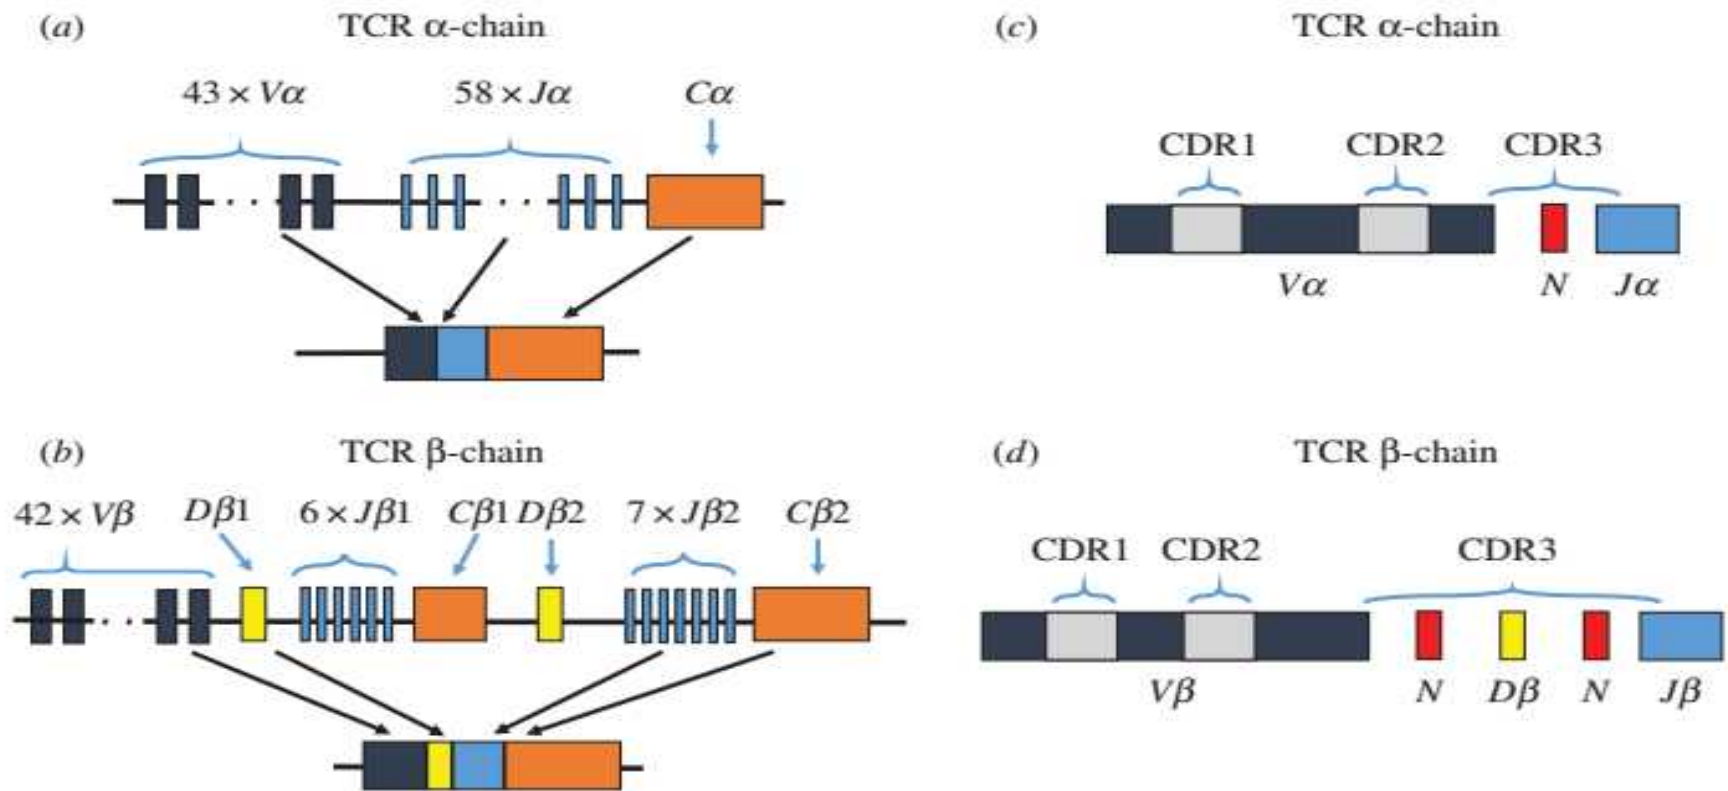 (a) TCR α-chain
43 × Vα 58 × Jα Cα
(b) TCR β-chain
42 × Vβ Dβ1 6 × Jβ1 Cβ1 Dβ2 7 × Jβ2 Cβ2
(c) TCR α-chain
CDR1 CDR2 CDR3
Vα N Jα
(d) TCR β-chain
CDR1 CDR2 CDR3
Vβ N Dβ N Jβ